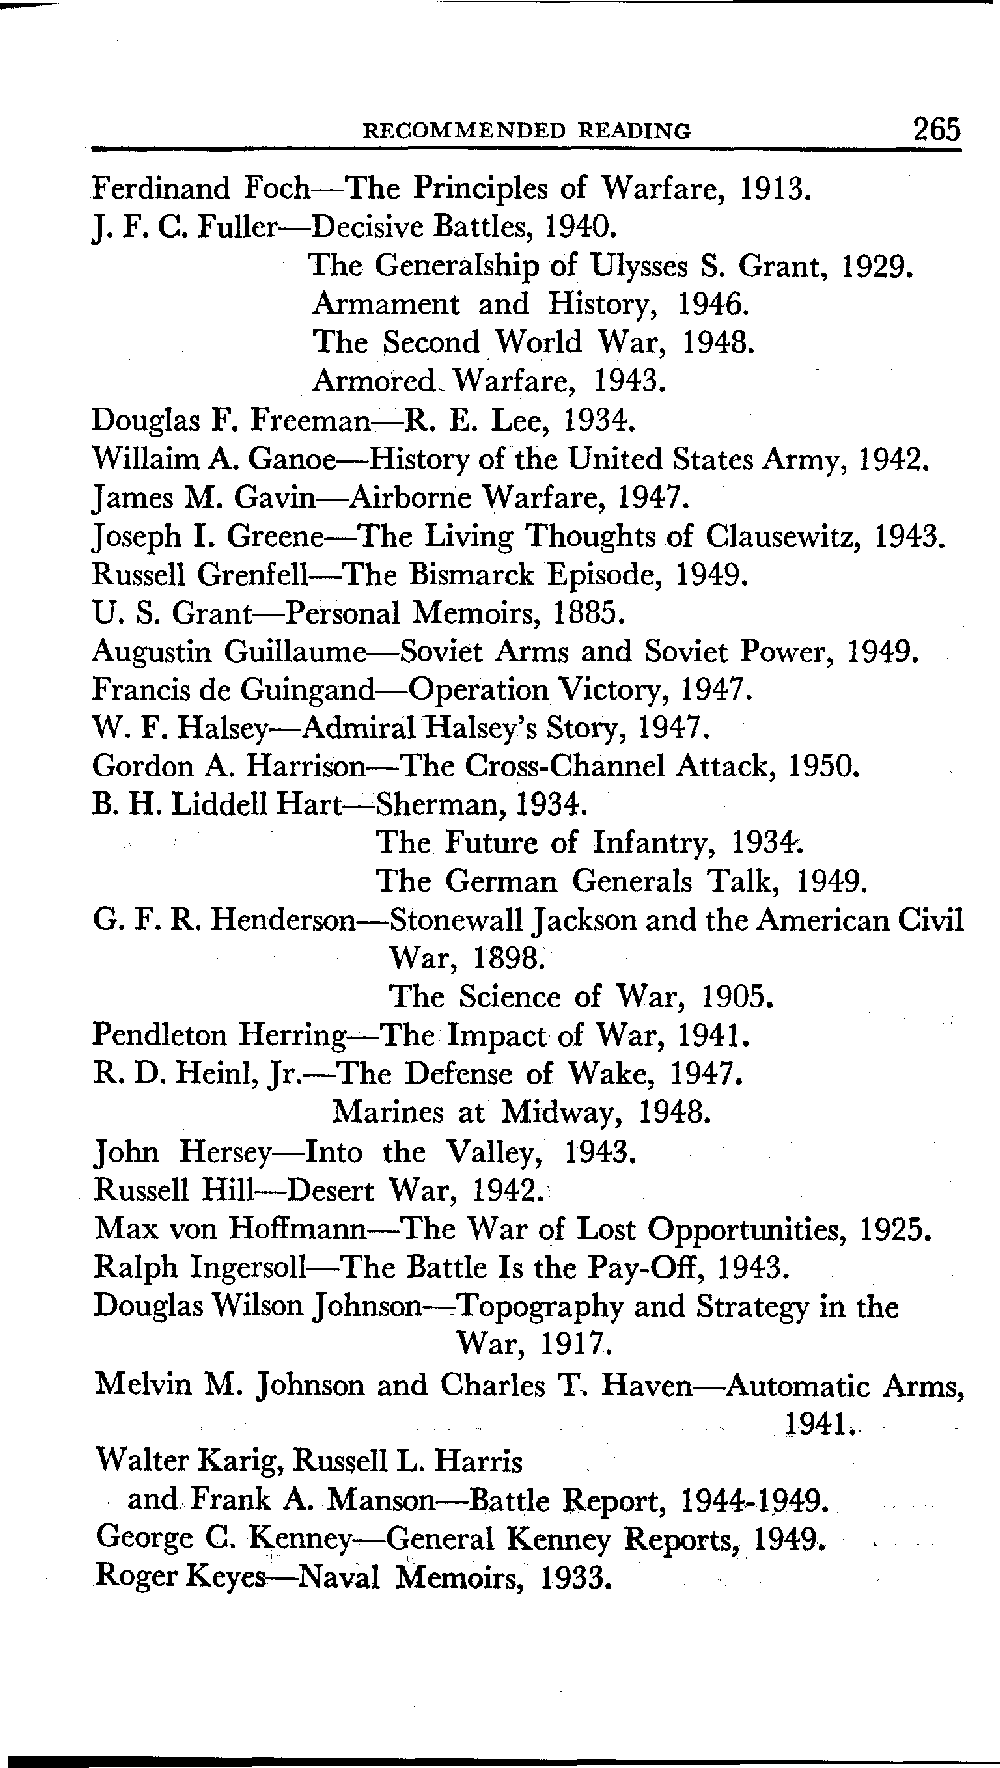 RECOMMENDED READING 265
Ferdinand Foch—The Principles of Warfare, 1913.
J. F. C. Fuller—Decisive Battles, 1940.
The Generalship of Ulysses S. Grant, 1929.
Armament and History, 1946.
The Second World War, 1948.
Armored Warfare, 1943.
Douglas F. Freeman—R. E. Lee, 1934.
Willaim A. Ganoe—History of the United States Army, 1942.
James M. Gavin—Airborne Warfare, 1947.
Joseph I. Greene—The Living Thoughts of Clausewitz, 1943.
Russell Grenfell—The Bismarck Episode, 1949.
U. S. Grant—Personal Memoirs, 1885.
Augustin Guillaume—Soviet Arms and Soviet Power, 1949.
Francis de Guingand—Operation Victory, 1947.
W. F. Halsey—Admiral Halsey's Story, 1947.
Gordon A. Harrison—The Cross-Channel Attack, 1950.
B. H. Liddell Hart—Sherman, 1934.
The Future of Infantry, 1934.
The German Generals Talk, 1949.
G. F. R. Henderson—Stonewall Jackson and the American Civil
War, 1898.
The Science of War, 1905.
Pendleton Herring—The Impact of War, 1941.
R. D. Heinl, Jr.—The Defense of Wake, 1947.
Marines at Midway, 1948.
John Hersey—Into the Valley, 1943.
Russell Hill—Desert War, 1942.
Max von Hoffmann—The War of Lost Opportunities, 1925.
Ralph Ingersoll—The Battle Is the Pay-Off, 1943.
Douglas Wilson Johnson—Topography and Strategy in the
War, 1917.
Melvin M. Johnson and Charles T. Haven—Automatic Arms,
1941.
Walter Karig, Russell L. Harris
and Frank A. Manson—Battle Report, 1944-1949.
George C. Kenney—General Kenney Reports, 1949.
Roger Keyes—Naval Memoirs, 1933.